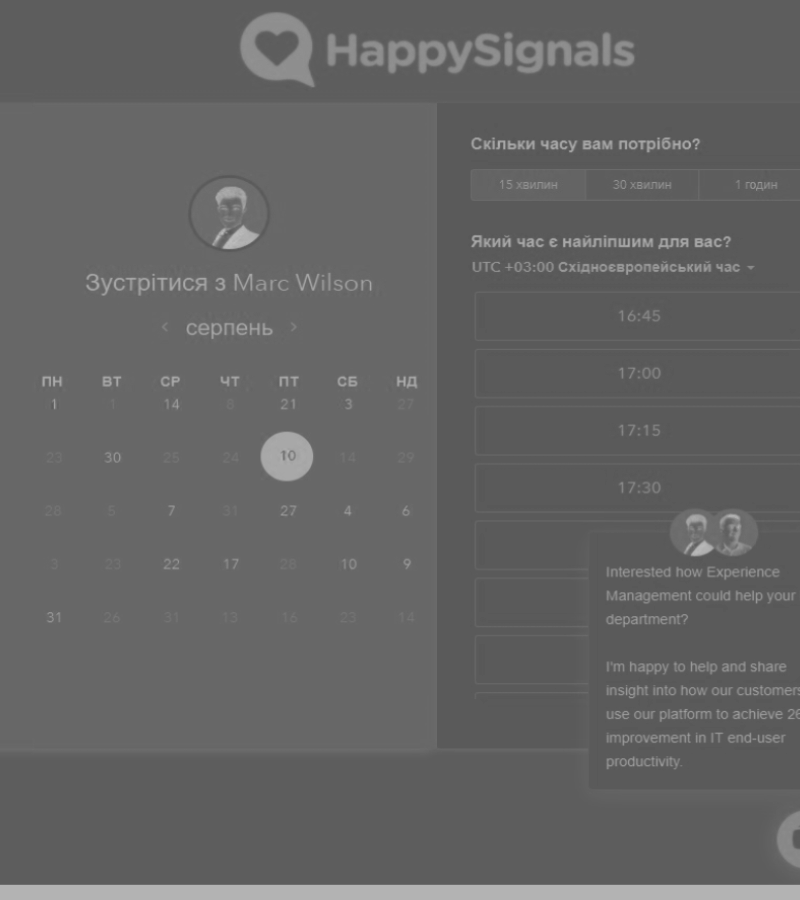 HappySignals
Зустрітися з Marc Wilson
серпень
ПН ВТ СР ЧТ ПТ СБ НД
1 1 14 8 21 3 27
23 30 25 24 10 14 29
28 5 7 31 27 4 6
3 23 22 17 28 10 9
31 26 31 13 16 23 14
Скільки часу вам потрібно?
15 хвилин 30 хвилин 1 годин
Який час є найліпшим для вас?
UTC +03:00 Східноєвропейський час
16:45
17:00
17:15
17:30
Interested how Experience
Management could help your
department?
I'm happy to help and share
insight into how our customers
use our platform to achieve 26
improvement in IT end-user
productivity.